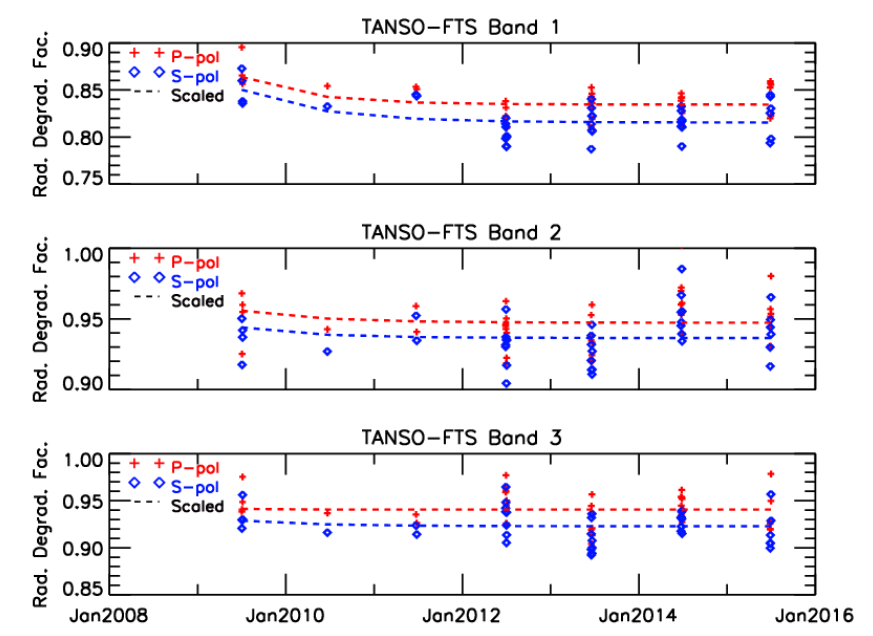 TANSO-FTS Band 1
Rad. Degrad. Fac.
0.90
0.85
0.80
0.75
+ + P-pol
◇ ◇ S-pol
--- Scaled
TANSO-FTS Band 2
Rad. Degrad. Fac.
1.00
0.95
0.90
+ + P-pol
◇ ◇ S-pol
--- Scaled
TANSO-FTS Band 3
Rad. Degrad. Fac.
1.00
0.95
0.90
0.85
+ + P-pol
◇ ◇ S-pol
--- Scaled
Jan2008 Jan2010 Jan2012 Jan2014 Jan2016